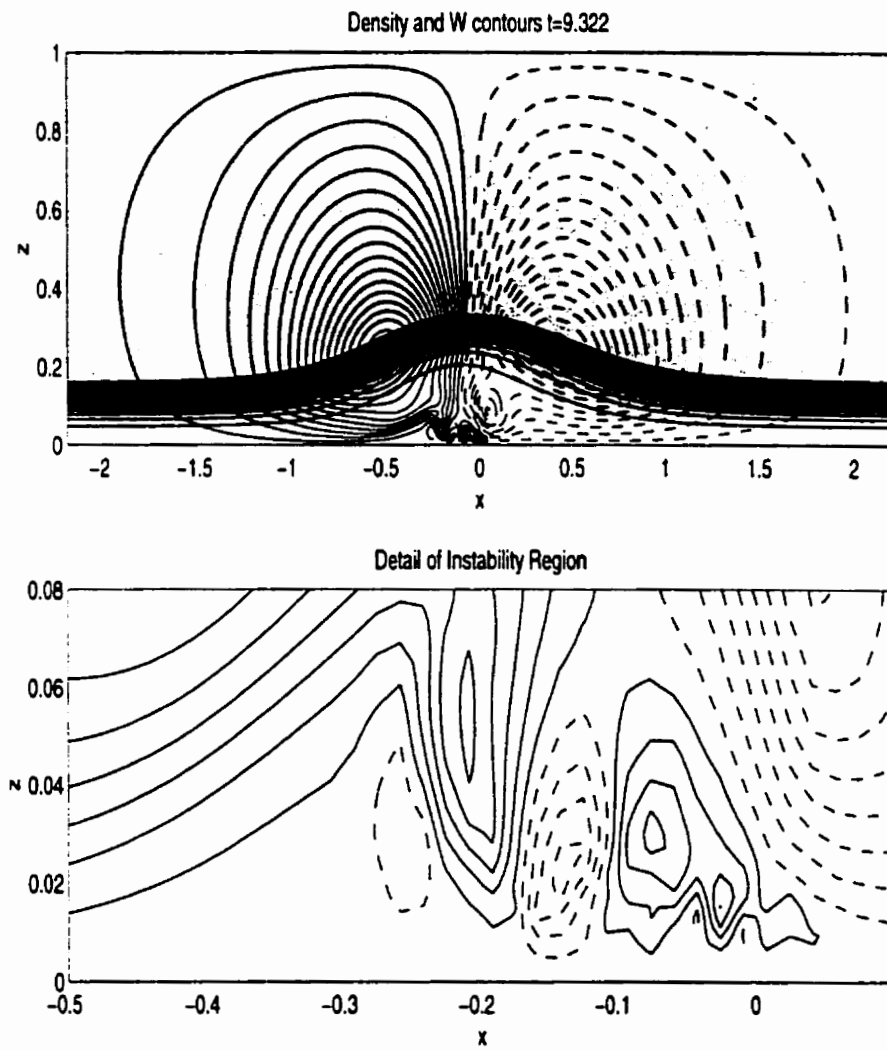 Density and W contours t=9.322
1
0.8
0.6
z
0.4
0.2
0
−2 −1.5 −1 −0.5 0 0.5 1 1.5 2
x
Detail of Instability Region
0.08
0.06
z
0.04
0.02
0
−0.5 −0.4 −0.3 −0.2 −0.1 0
x